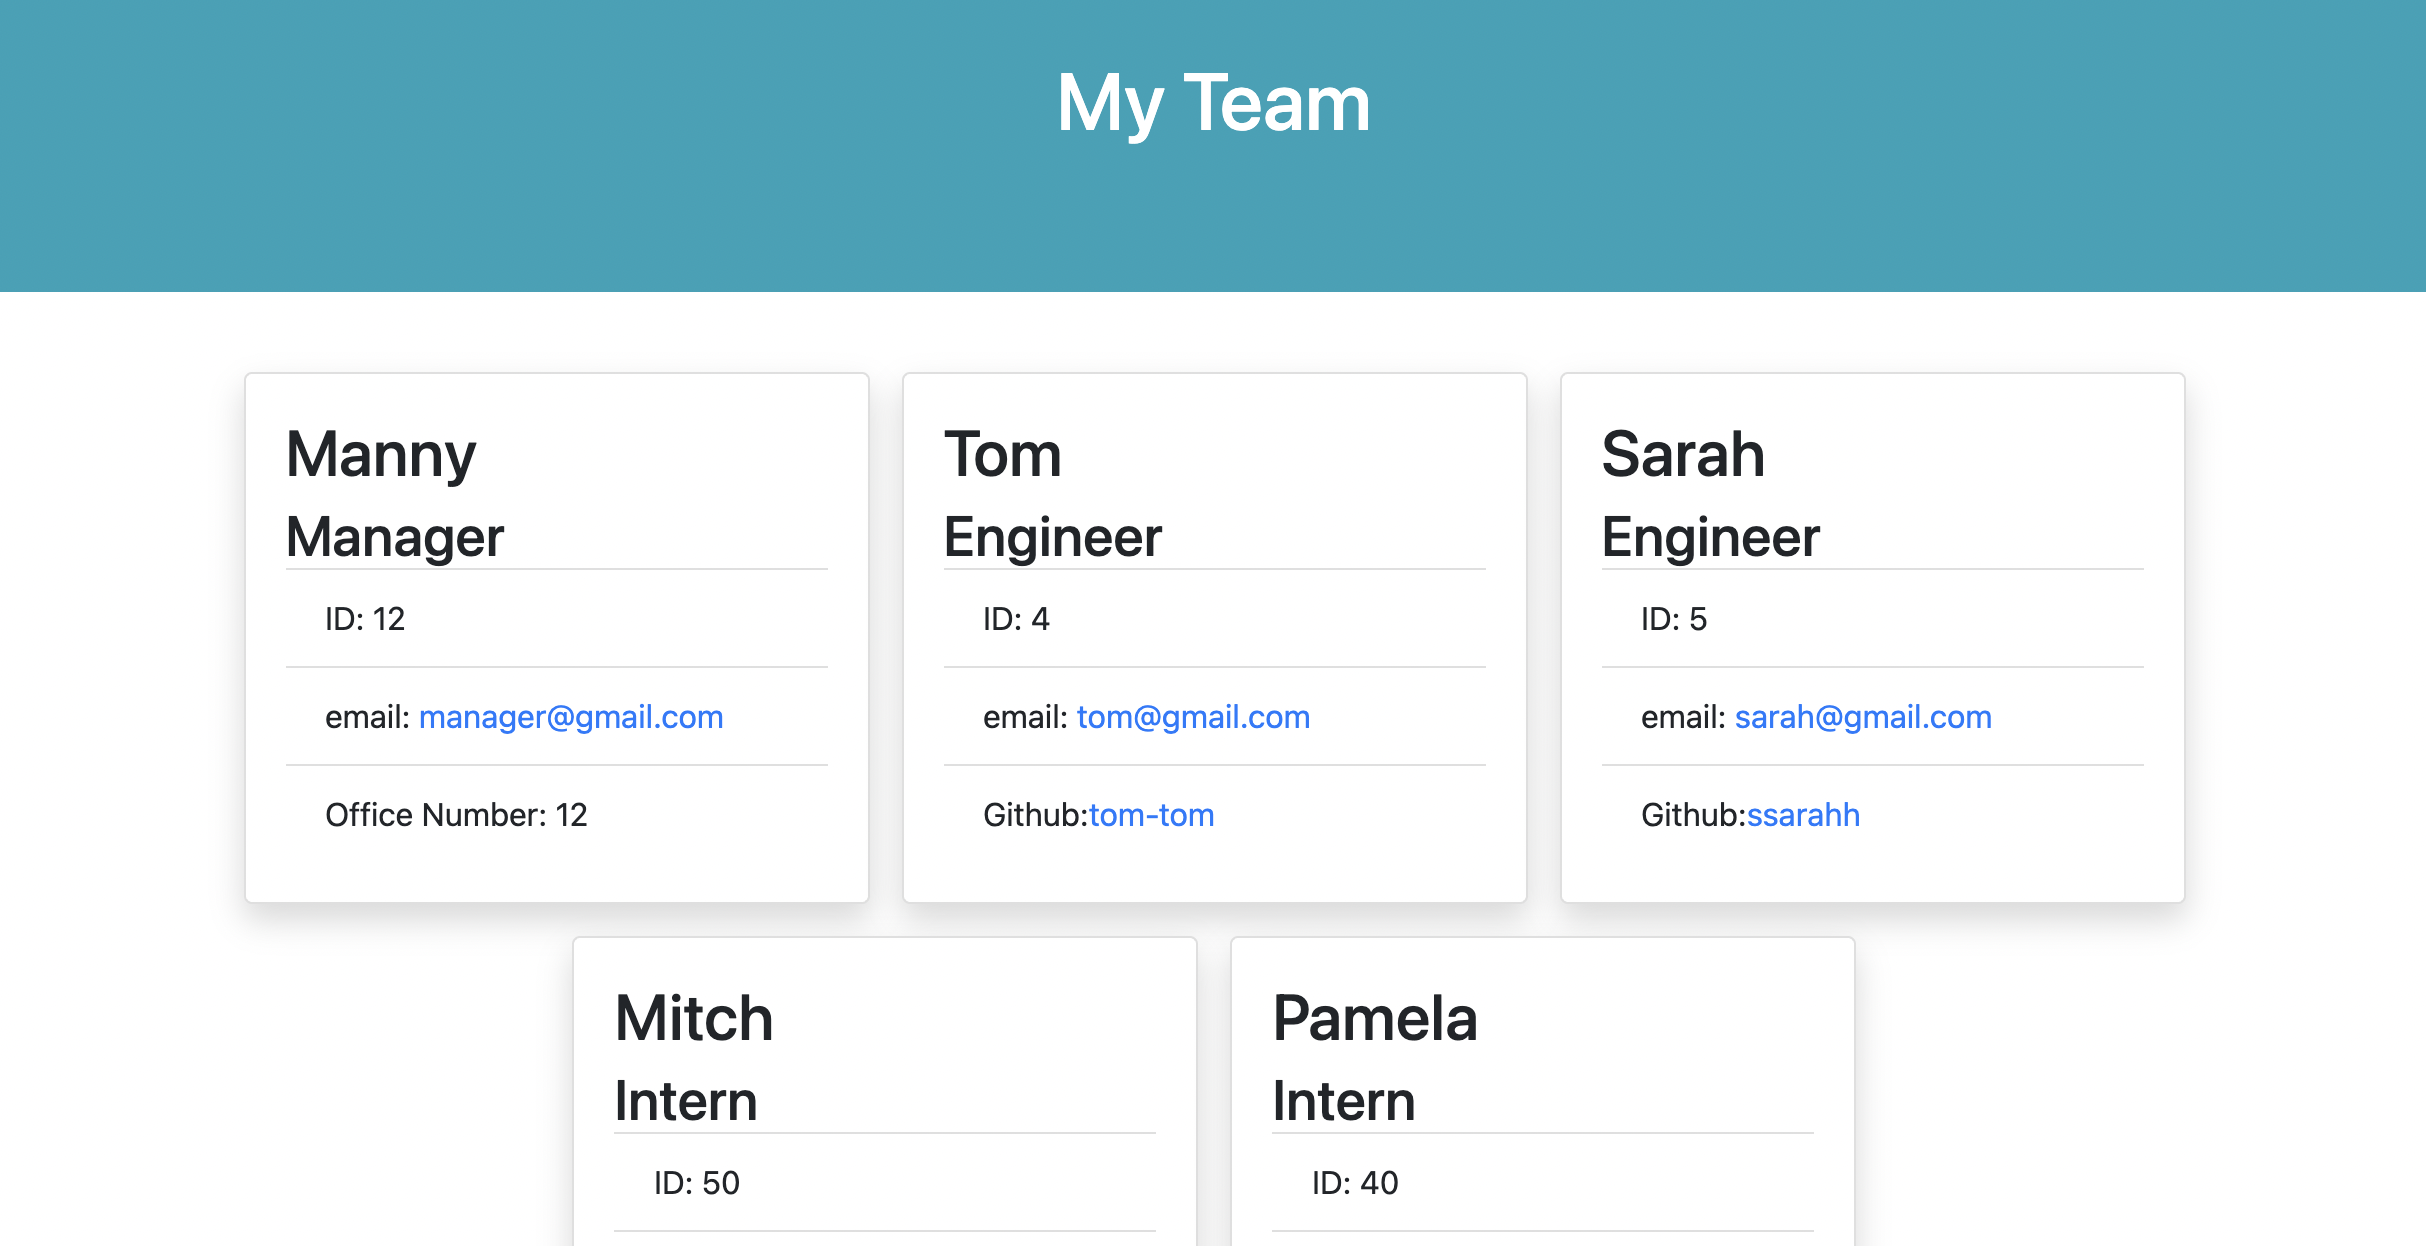 My Team
Manny
Manager
ID: 12
email: manager@gmail.com
Office Number: 12
Tom
Engineer
ID: 4
email: tom@gmail.com
Github:tom-tom
Sarah
Engineer
ID: 5
email: sarah@gmail.com
Github:ssarahh
Mitch
Intern
ID: 50
Pamela
Intern
ID: 40